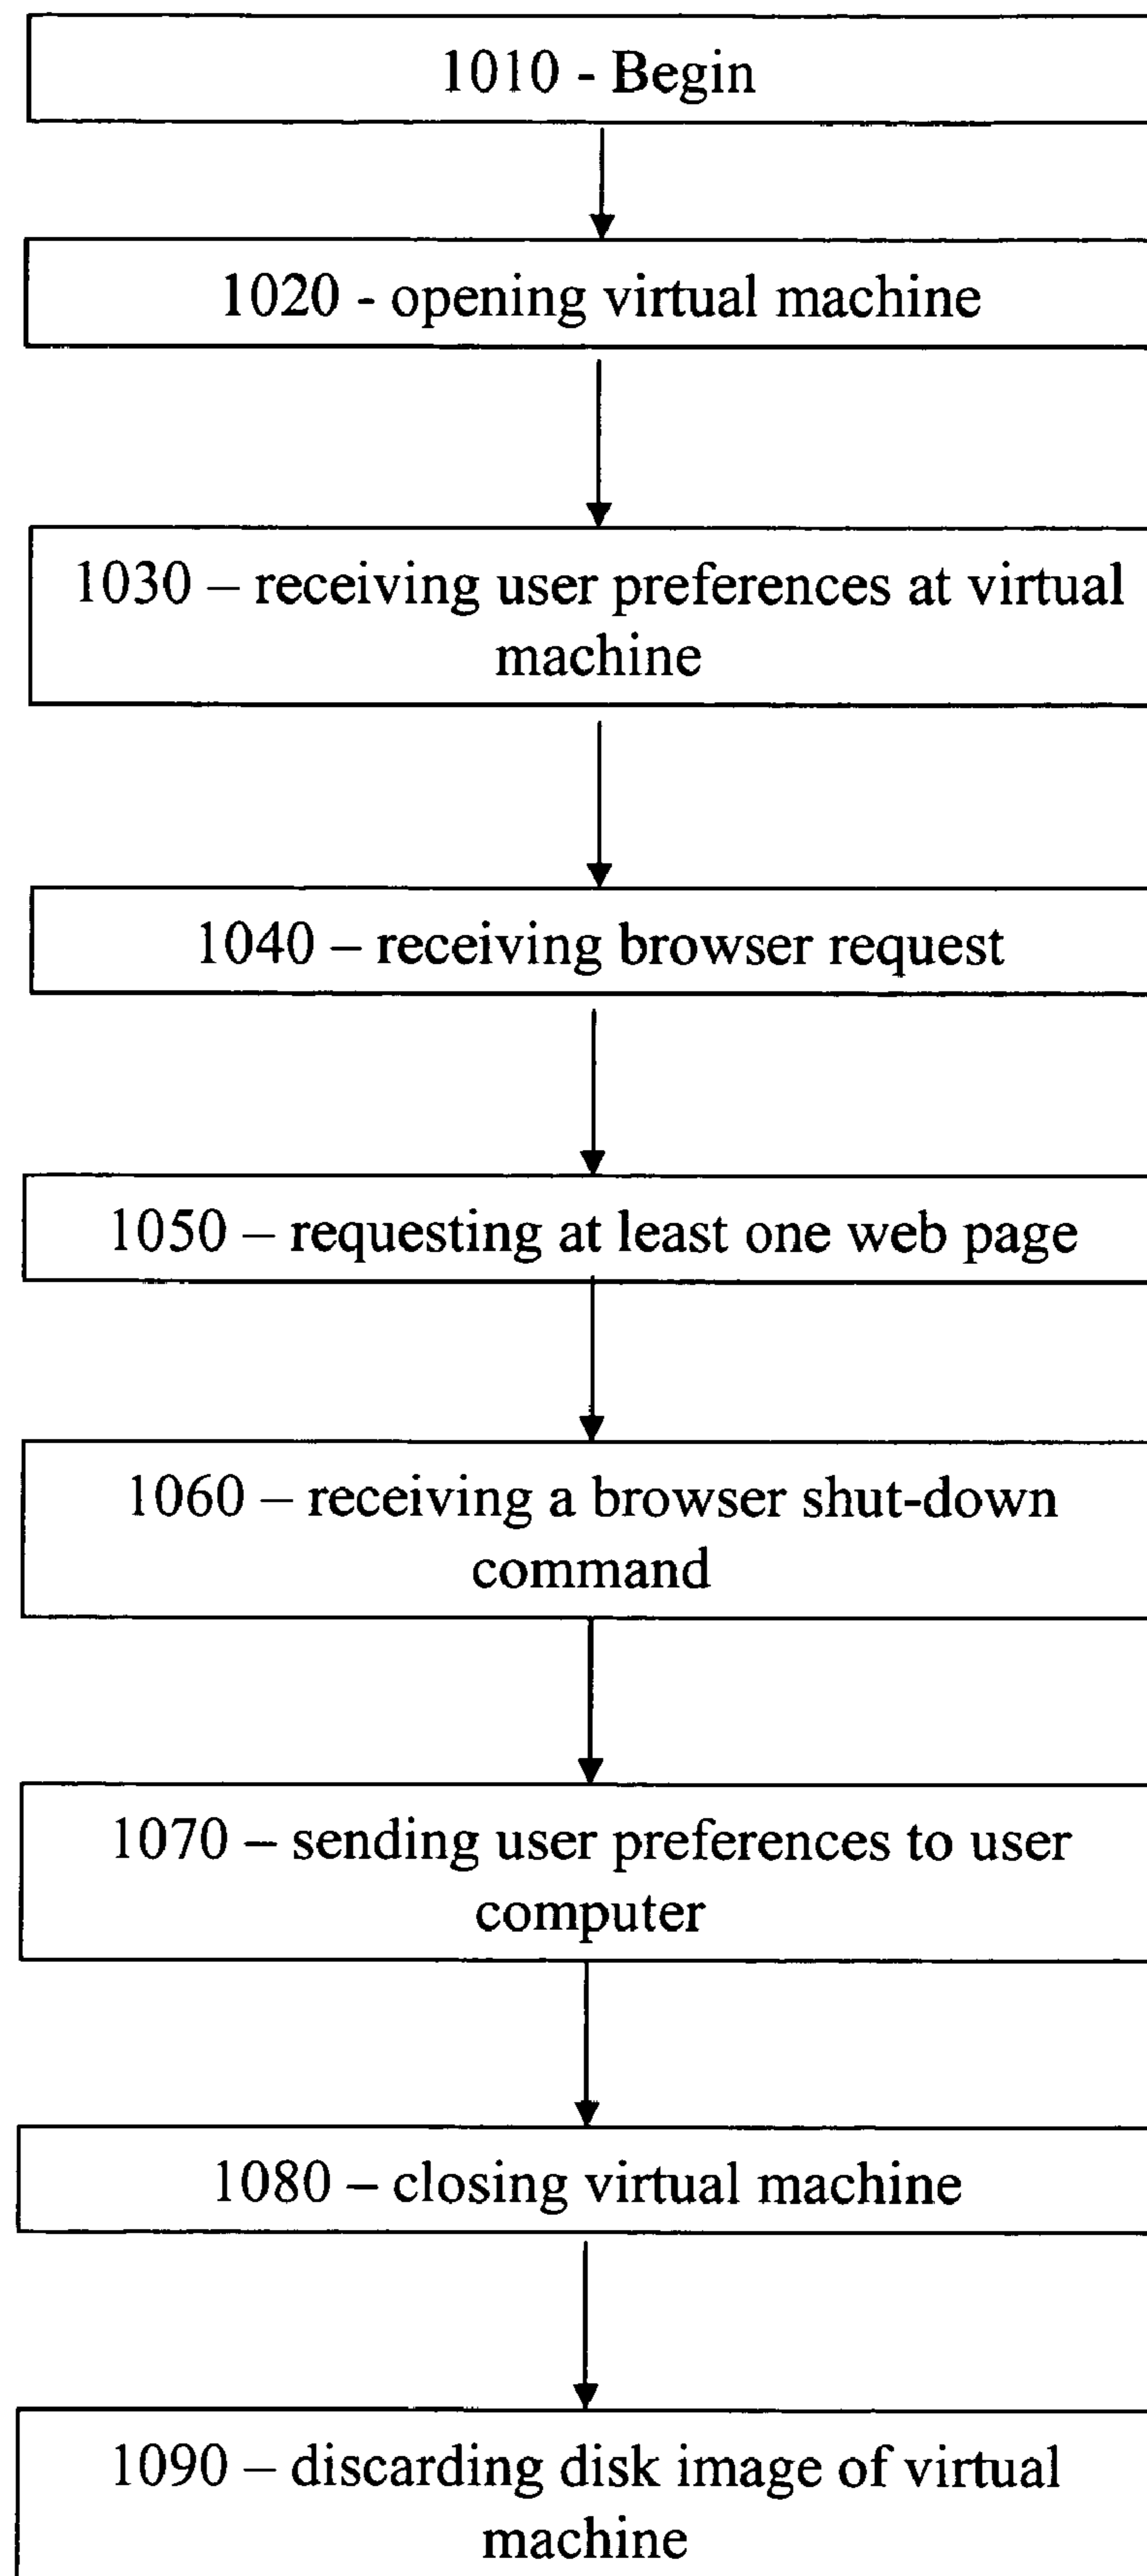 1010 - Begin
1020 - opening virtual machine
1030 – receiving user preferences at virtual
machine
1040 – receiving browser request
1050 – requesting at least one web page
1060 – receiving a browser shut-down
command
1070 – sending user preferences to user
computer
1080 – closing virtual machine
1090 – discarding disk image of virtual
machine